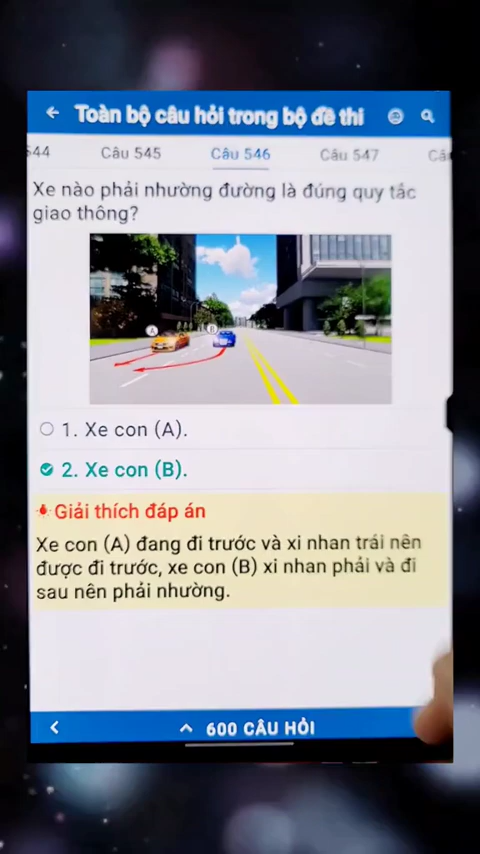 Toàn bộ câu hỏi trong bộ đề thi
544 Câu 545 Câu 546 Câu 547
Xe nào phải nhường đường là đúng quy tắc
giao thông?
A B
1. Xe con (A).
2. Xe con (B).
Giải thích đáp án
Xe con (A) đang đi trước và xi nhan trái nên
được đi trước, xe con (B) xi nhan phải và đi
sau nên phải nhường.
600 CÂU HỎI